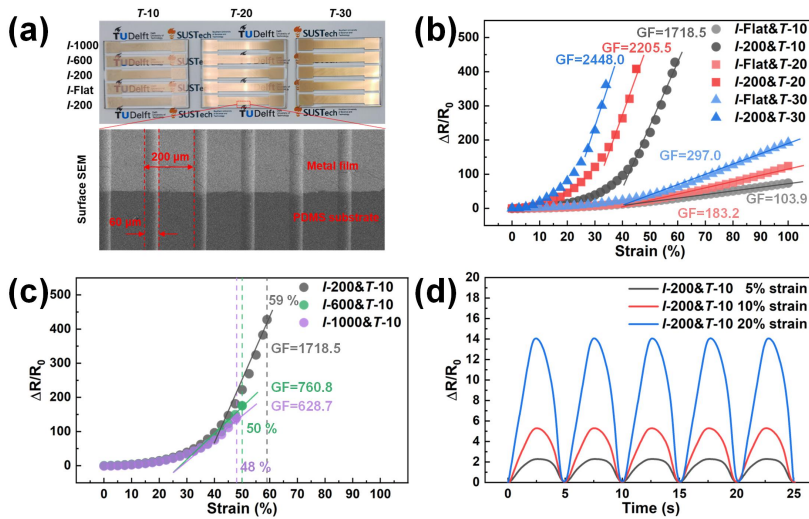 (a)
T-10 T-20 T-30
I-1000
I-600
I-200
I-Flat
I-200
TUDelft SUSTech TUDelft SUSTech
TUDelft SUSTech TUDelft SUSTech
Surface SEM
200 μm
Metal film
60 μm
PDMS substrate
(b)
ΔR/R0
500
400
300
200
100
0
GF=2448.0
GF=2205.5
GF=1718.5
I-Flat&T-10
I-200&T-10
I-Flat&T-20
I-200&T-20
I-Flat&T-30
I-200&T-30
GF=297.0
GF=183.2
GF=103.9
0 10 20 30 40 50 60 70 80 90 100
Strain (%)
(c)
ΔR/R0
500
400
300
200
100
0
59 %
I-200&T-10
I-600&T-10
I-1000&T-10
GF=1718.5
GF=760.8
GF=628.7
50 %
48 %
0 10 20 30 40 50 60 70 80 90 100
Strain (%)
(d)
ΔR/R0
20
18
16
14
12
10
8
6
4
2
0
I-200&T-10 5% strain
I-200&T-10 10% strain
I-200&T-10 20% strain
0 5 10 15 20 25
Time (s)